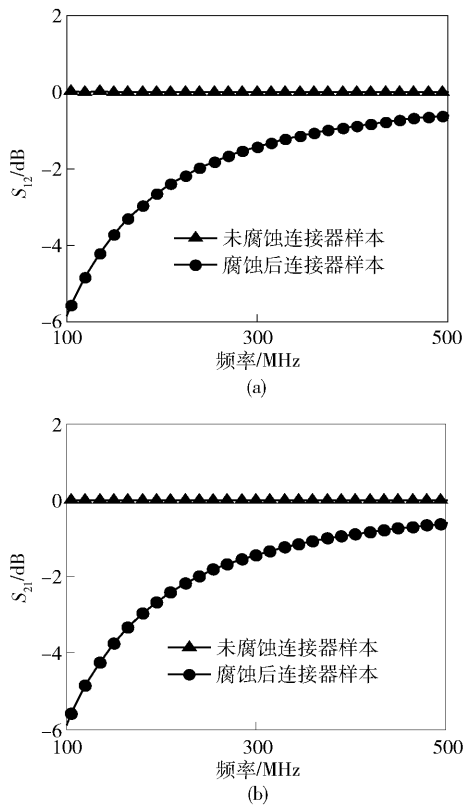 2
0
-2
-4
-6
S12/dB
未腐蚀连接器样本
腐蚀后连接器样本
100
300
500
频率/MHz
(a)
2
0
-2
-4
-6
S21/dB
未腐蚀连接器样本
腐蚀后连接器样本
100
300
500
频率/MHz
(b)